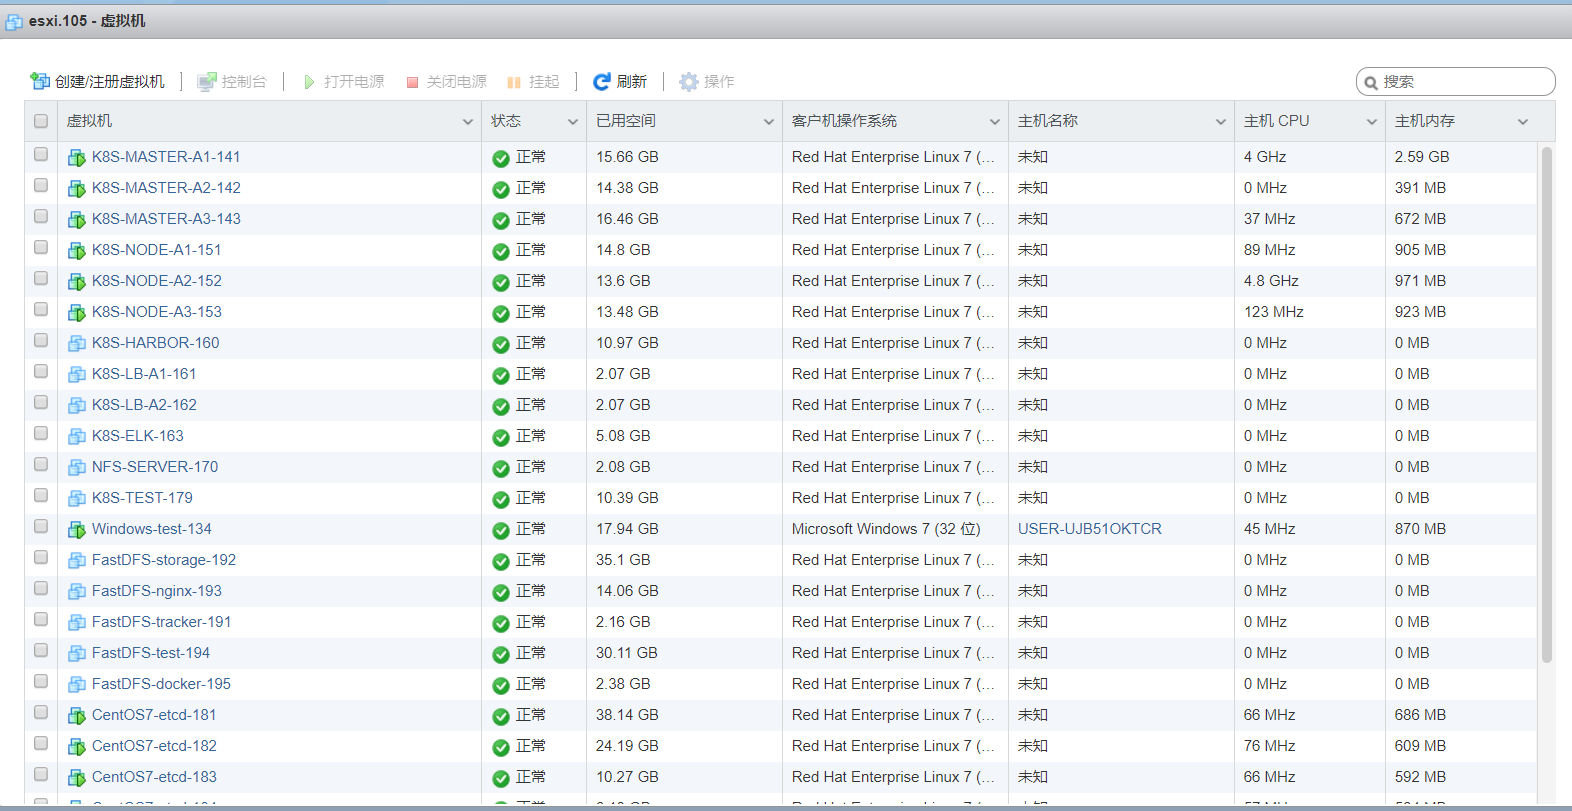 esxi.105 - 虚拟机
创建/注册虚拟机 控制台 打开电源 关闭电源 挂起 刷新 操作 搜索
虚拟机 状态 已用空间 客户机操作系统 主机名称 主机 CPU 主机内存
K8S-MASTER-A1-141 正常 15.66 GB Red Hat Enterprise Linux 7 (... 未知 4 GHz 2.59 GB
K8S-MASTER-A2-142 正常 14.38 GB Red Hat Enterprise Linux 7 (... 未知 0 MHz 391 MB
K8S-MASTER-A3-143 正常 16.46 GB Red Hat Enterprise Linux 7 (... 未知 37 MHz 672 MB
K8S-NODE-A1-151 正常 14.8 GB Red Hat Enterprise Linux 7 (... 未知 89 MHz 905 MB
K8S-NODE-A2-152 正常 13.6 GB Red Hat Enterprise Linux 7 (... 未知 4.8 GHz 971 MB
K8S-NODE-A3-153 正常 13.48 GB Red Hat Enterprise Linux 7 (... 未知 123 MHz 923 MB
K8S-HARBOR-160 正常 10.97 GB Red Hat Enterprise Linux 7 (... 未知 0 MHz 0 MB
K8S-LB-A1-161 正常 2.07 GB Red Hat Enterprise Linux 7 (... 未知 0 MHz 0 MB
K8S-LB-A2-162 正常 2.07 GB Red Hat Enterprise Linux 7 (... 未知 0 MHz 0 MB
K8S-ELK-163 正常 5.08 GB Red Hat Enterprise Linux 7 (... 未知 0 MHz 0 MB
NFS-SERVER-170 正常 2.08 GB Red Hat Enterprise Linux 7 (... 未知 0 MHz 0 MB
K8S-TEST-179 正常 10.39 GB Red Hat Enterprise Linux 7 (... 未知 0 MHz 0 MB
Windows-test-134 正常 17.94 GB Microsoft Windows 7 (32 位) USER-UJB51OKTCR 45 MHz 870 MB
FastDFS-storage-192 正常 35.1 GB Red Hat Enterprise Linux 7 (... 未知 0 MHz 0 MB
FastDFS-nginx-193 正常 14.06 GB Red Hat Enterprise Linux 7 (... 未知 0 MHz 0 MB
FastDFS-tracker-191 正常 2.16 GB Red Hat Enterprise Linux 7 (... 未知 0 MHz 0 MB
FastDFS-test-194 正常 30.11 GB Red Hat Enterprise Linux 7 (... 未知 0 MHz 0 MB
FastDFS-docker-195 正常 2.38 GB Red Hat Enterprise Linux 7 (... 未知 0 MHz 0 MB
CentOS7-etcd-181 正常 38.14 GB Red Hat Enterprise Linux 7 (... 未知 66 MHz 686 MB
CentOS7-etcd-182 正常 24.19 GB Red Hat Enterprise Linux 7 (... 未知 76 MHz 609 MB
CentOS7-etcd-183 正常 10.27 GB Red Hat Enterprise Linux 7 (... 未知 66 MHz 592 MB